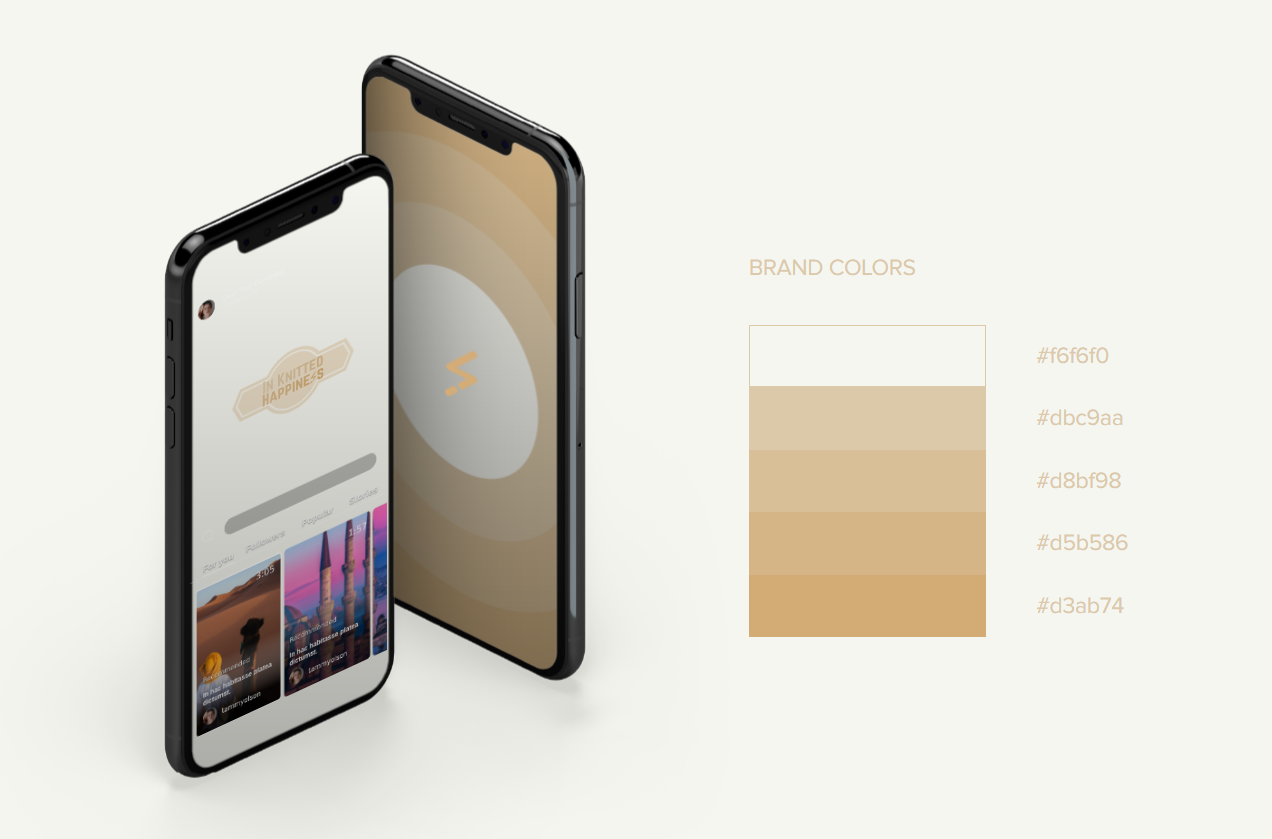 IN KNITTED
HAPPINESS
For you
Followers
Popular
Stories
3:05
Recommended
In hac habitasse platea
dictumst.
tammyolson
1:57
Recommended
In hac habitasse platea
dictumst.
tammyolson
BRAND COLORS
#f6f6f0
#dbc9aa
#d8bf98
#d5b586
#d3ab74